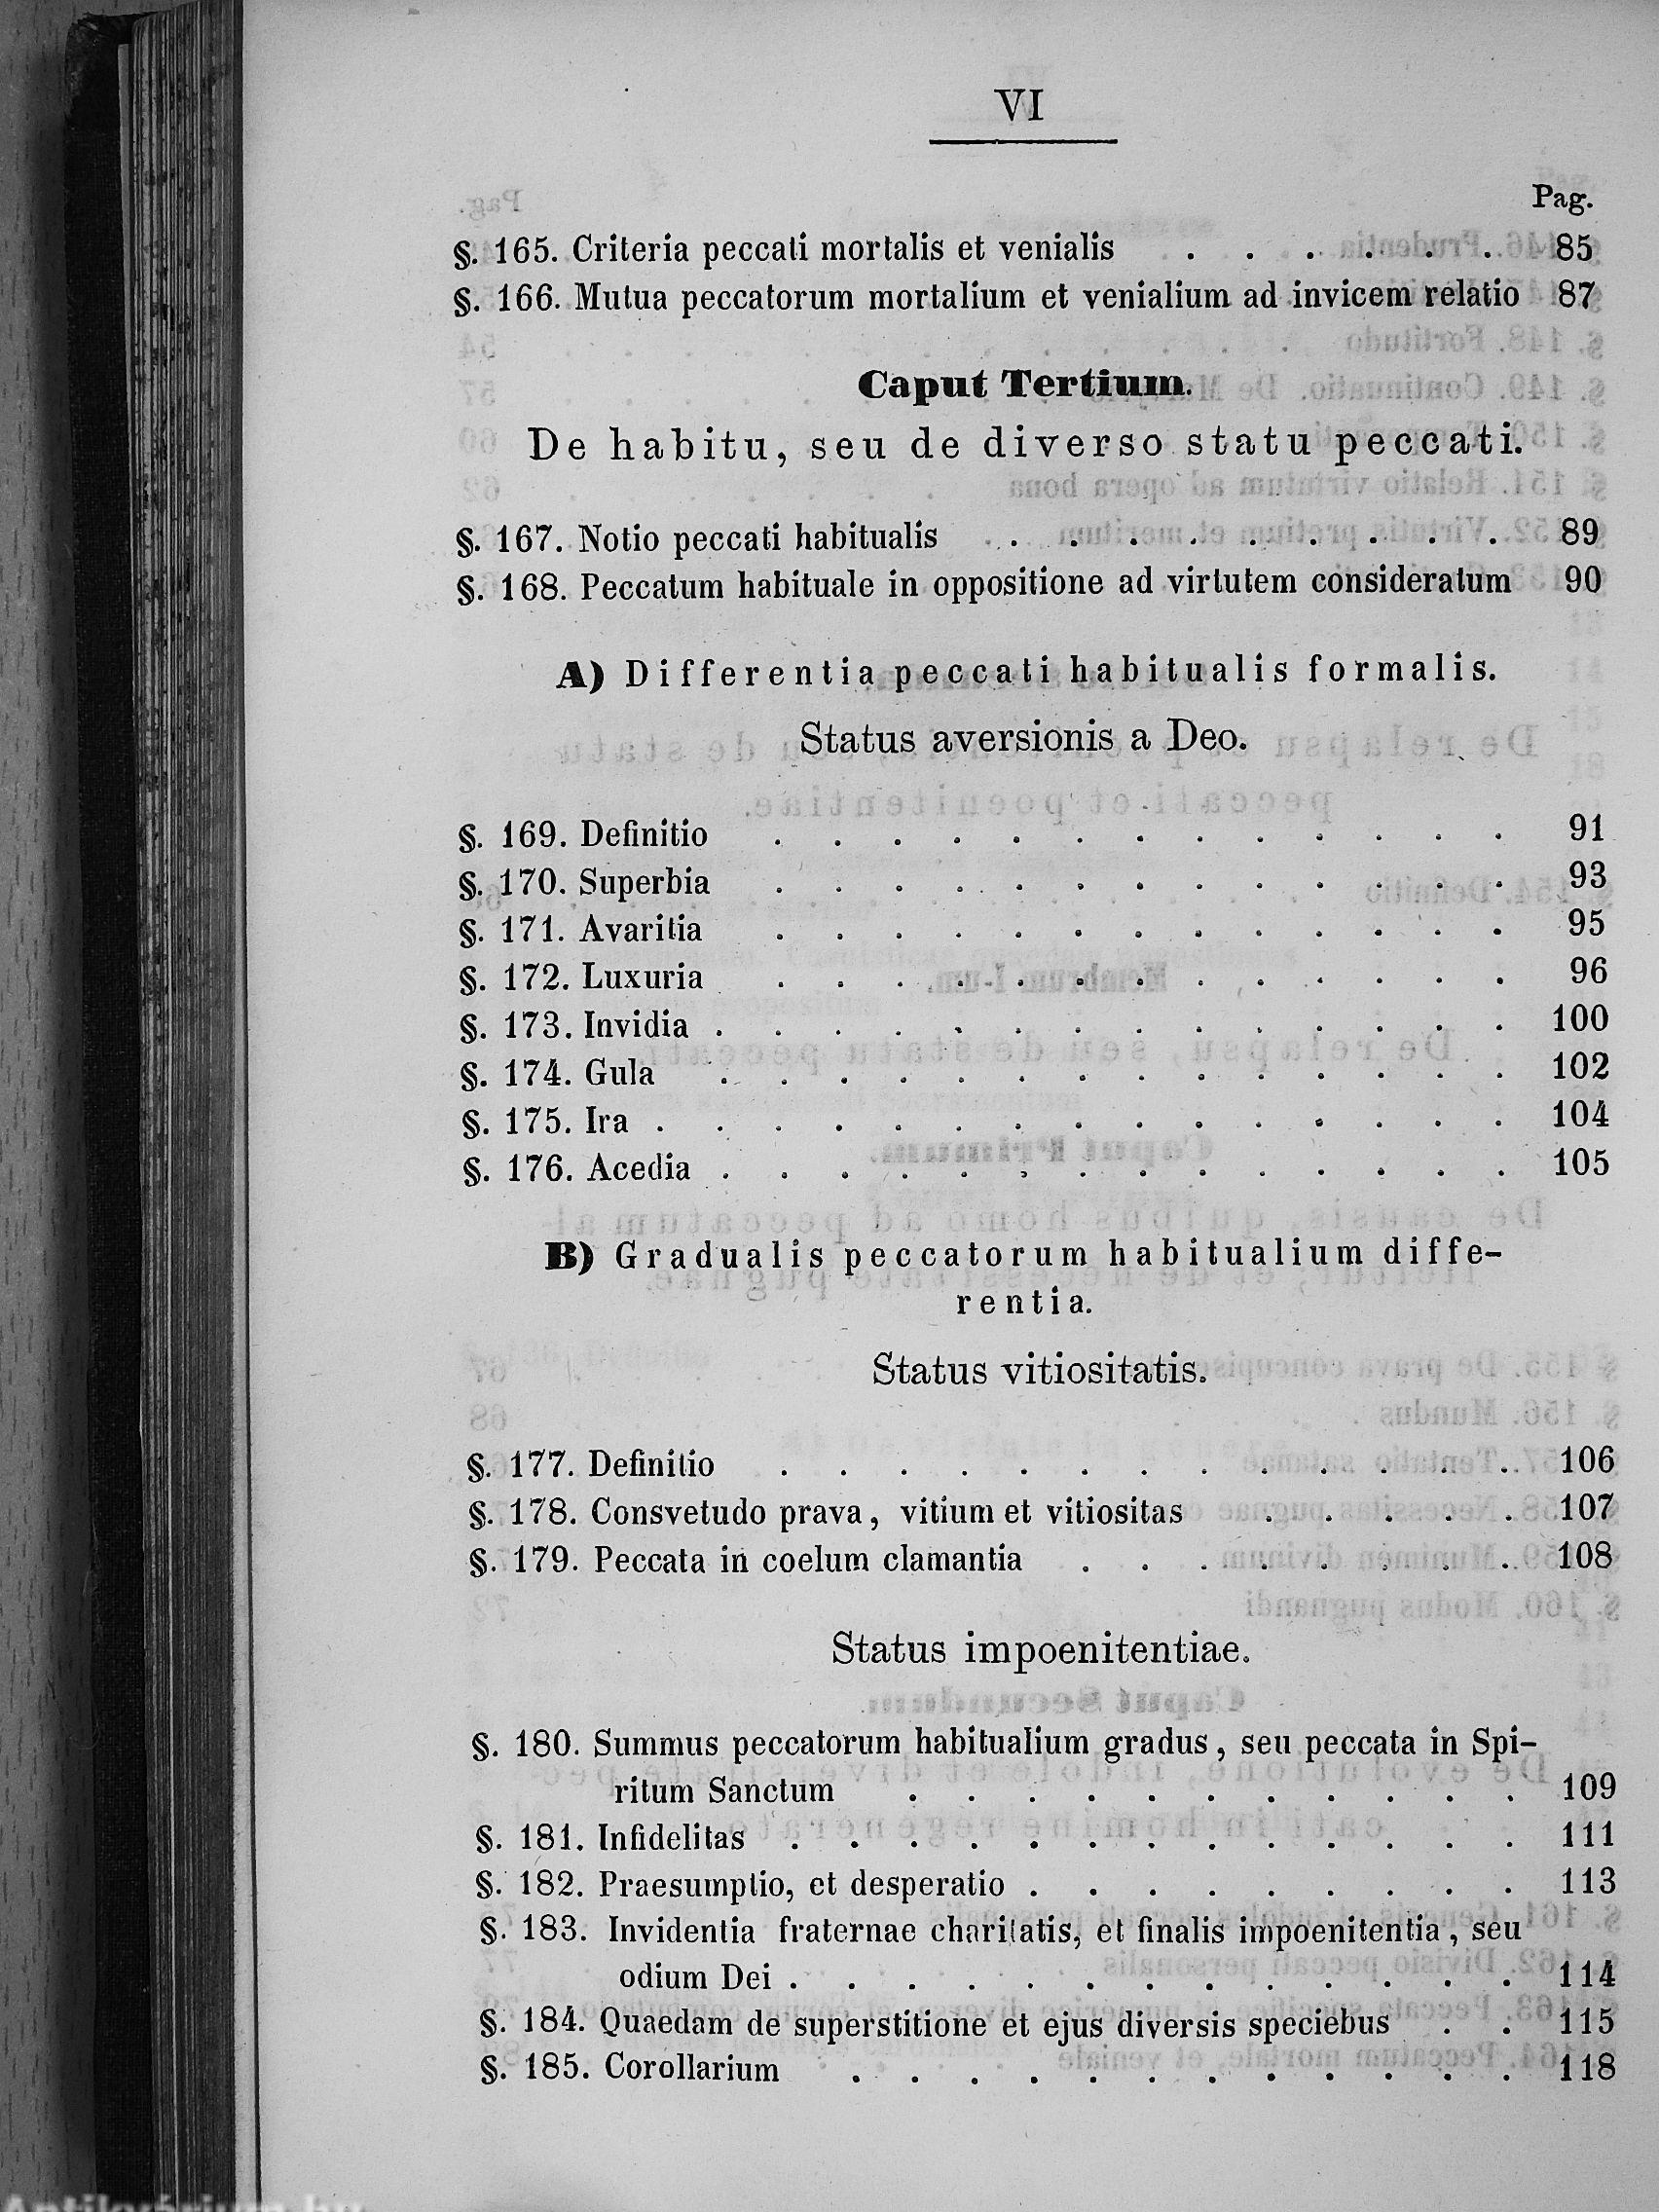 VI
Pag.
§. 165. Criteria peccati mortalis et venialis . . . . . . 85
§. 166. Mutua peccatorum mortalium et venialium ad invicem relatio 87
Caput Tertium.
De habitu, seu de diverso statu peccati.
§. 167. Notio peccati habitualis . . . . . . . . . 89
§. 168. Peccatum habituale in oppositione ad virtutem consideratum 90
A) Differentia peccati habitualis formalis.
Status aversionis a Deo.
§. 169. Definitio . . . . . . . . . . . . . 91
§. 170. Superbia . . . . . . . . . . . . . 93
§. 171. Avaritia . . . . . . . . . . . . . 95
§. 172. Luxuria . . . . . . . . . . . . . 96
§. 173. Invidia . . . . . . . . . . . . . . 100
§. 174. Gula . . . . . . . . . . . . . . 102
§. 175. Ira . . . . . . . . . . . . . . . 104
§. 176. Acedia . . . . . . . . . . . . . . 105
B) Gradualis peccatorum habitualium diffe-
rentia.
Status vitiositatis.
§. 177. Definitio . . . . . . . . . . . . . 106
§. 178. Consvetudo prava, vitium et vitiositas . . . . . 107
§. 179. Peccata in coelum clamantia . . . . . . . . 108
Status impoenitentiae.
§. 180. Summus peccatorum habitualium gradus, seu peccata in Spi-
ritum Sanctum . . . . . . . . . . . 109
§. 181. Infidelitas . . . . . . . . . . . . . 111
§. 182. Praesumptio, et desperatio . . . . . . . . . 113
§. 183. Invidentia fraternae charitatis, et finalis impoenitentia, seu
odium Dei . . . . . . . . . . . . . 114
§. 184. Quaedam de superstitione et ejus diversis speciebus . . 115
§. 185. Corollarium . . . . . . . . . . . . 118